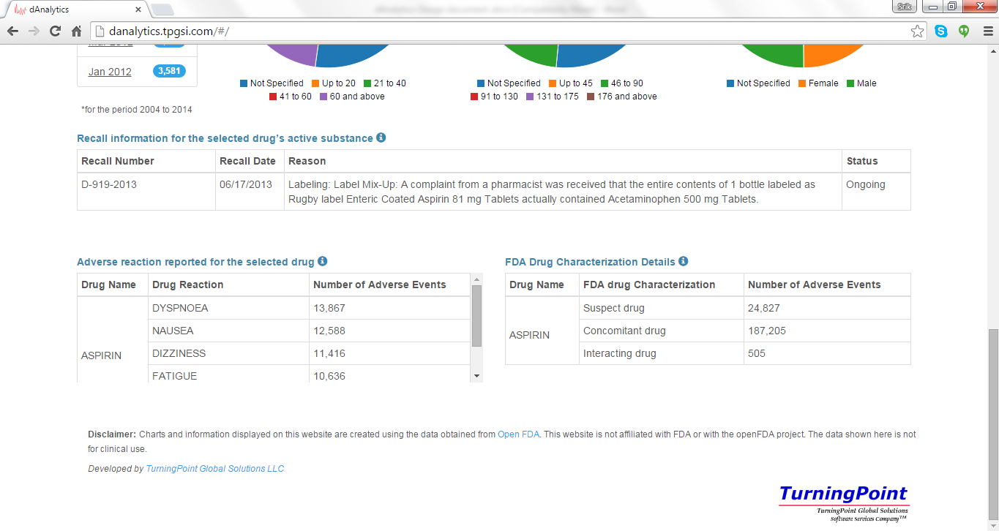 dAnalytics
Srik
danalytics.tpgsi.com/#/
Jan 2012 3,581
*for the period 2004 to 2014
Not Specified Up to 20 21 to 40
41 to 60 60 and above
Not Specified Up to 45 46 to 90
91 to 130 131 to 175 176 and above
Not Specified Female Male
Recall information for the selected drug's active substance
Recall Number Recall Date Reason Status
D-919-2013 06/17/2013 Labeling: Label Mix-Up: A complaint from a pharmacist was received that the entire contents of 1 bottle labeled as Ongoing
Rugby label Enteric Coated Aspirin 81 mg Tablets actually contained Acetaminophen 500 mg Tablets.
Adverse reaction reported for the selected drug
Drug Name Drug Reaction Number of Adverse Events
ASPIRIN
DYSPNOEA 13,867
NAUSEA 12,588
DIZZINESS 11,416
FATIGUE 10,636
FDA Drug Characterization Details
Drug Name FDA drug Characterization Number of Adverse Events
ASPIRIN
Suspect drug 24,827
Concomitant drug 187,205
Interacting drug 505
Disclaimer: Charts and information displayed on this website are created using the data obtained from Open FDA. This website is not affiliated with FDA or with the openFDA project. The data shown here is not
for clinical use.
Developed by TurningPoint Global Solutions LLC
TurningPoint
TurningPoint Global Solutions
Software Services Company™